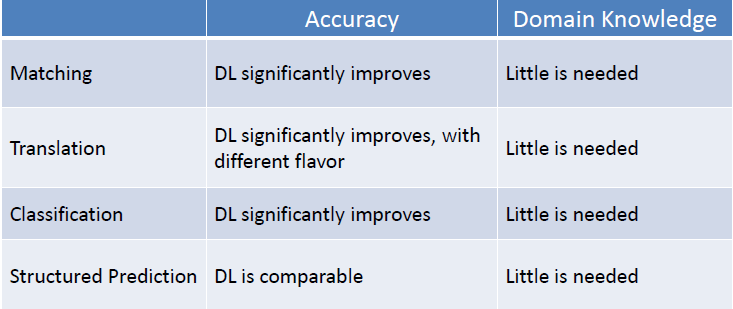 Accuracy
Domain Knowledge
Matching
DL significantly improves
Little is needed
Translation
DL significantly improves, with
different flavor
Little is needed
Classification
DL significantly improves
Little is needed
Structured Prediction
DL is comparable
Little is needed